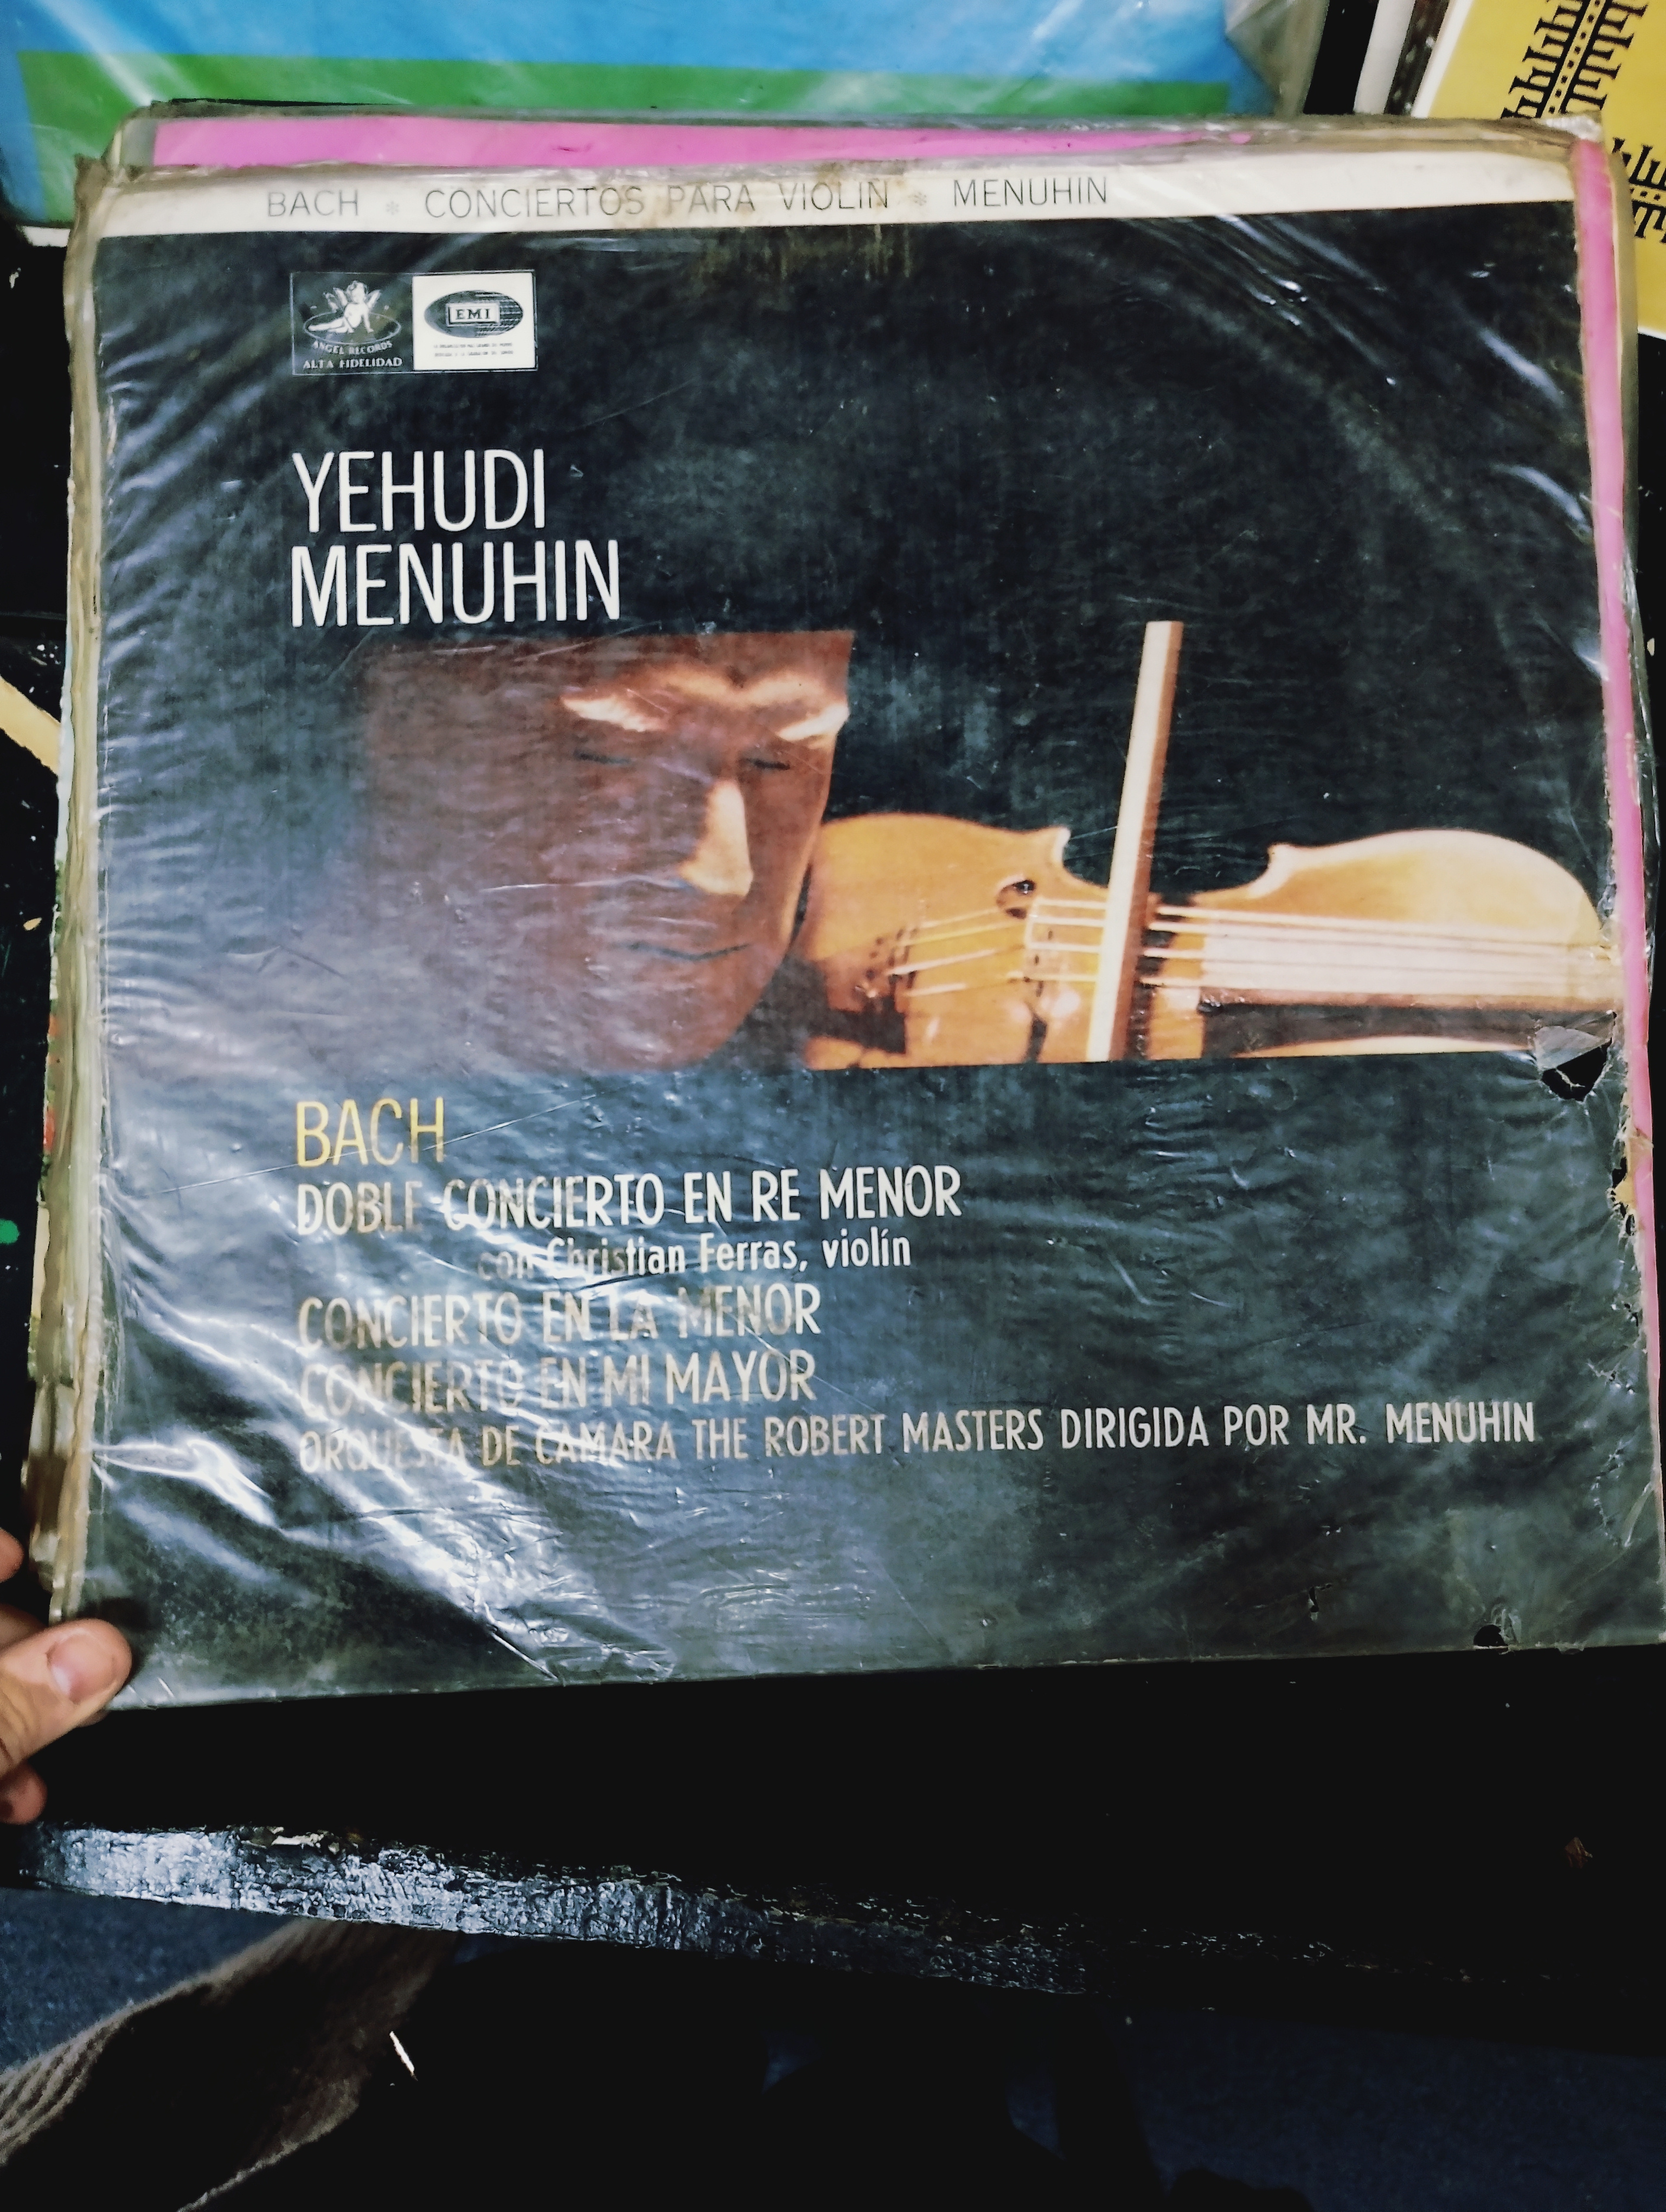 BACH * CONCIERTOS PARA VIOLIN * MENUHIN
ANGEL RECORDS
ALTA FIDELIDAD
EMI
YEHUDI
MENUHIN
BACH
DOBLE CONCIERTO EN RE MENOR
con Christian Ferras, violín
CONCIERTO EN LA MENOR
CONCIERTO EN MI MAYOR
ORQUESTA DE CAMARA THE ROBERT MASTERS DIRIGIDA POR MR. MENUHIN